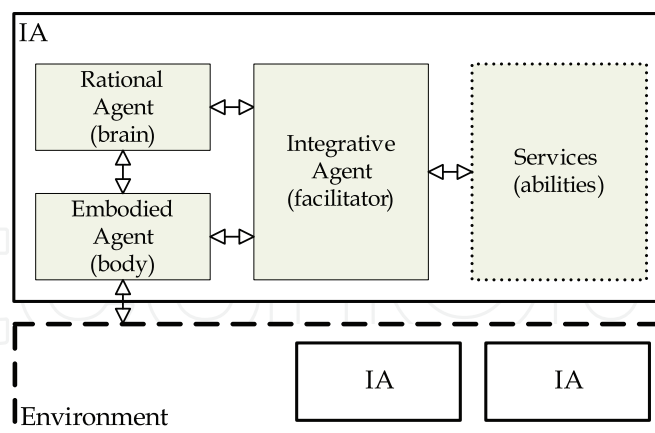 IA
Rational
Agent
(brain)
Embodied
Agent
(body)
Integrative
Agent
(facilitator)
Services
(abilities)
IA
IA
Environment